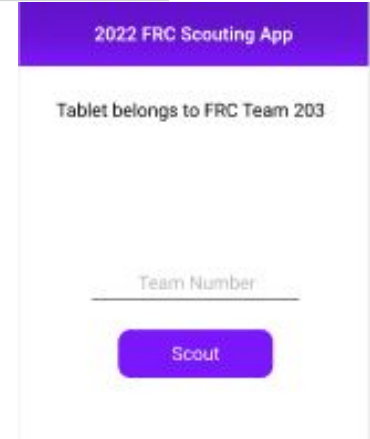 2022 FRC Scouting App
Tablet belongs to FRC Team 203
Team Number
Scout